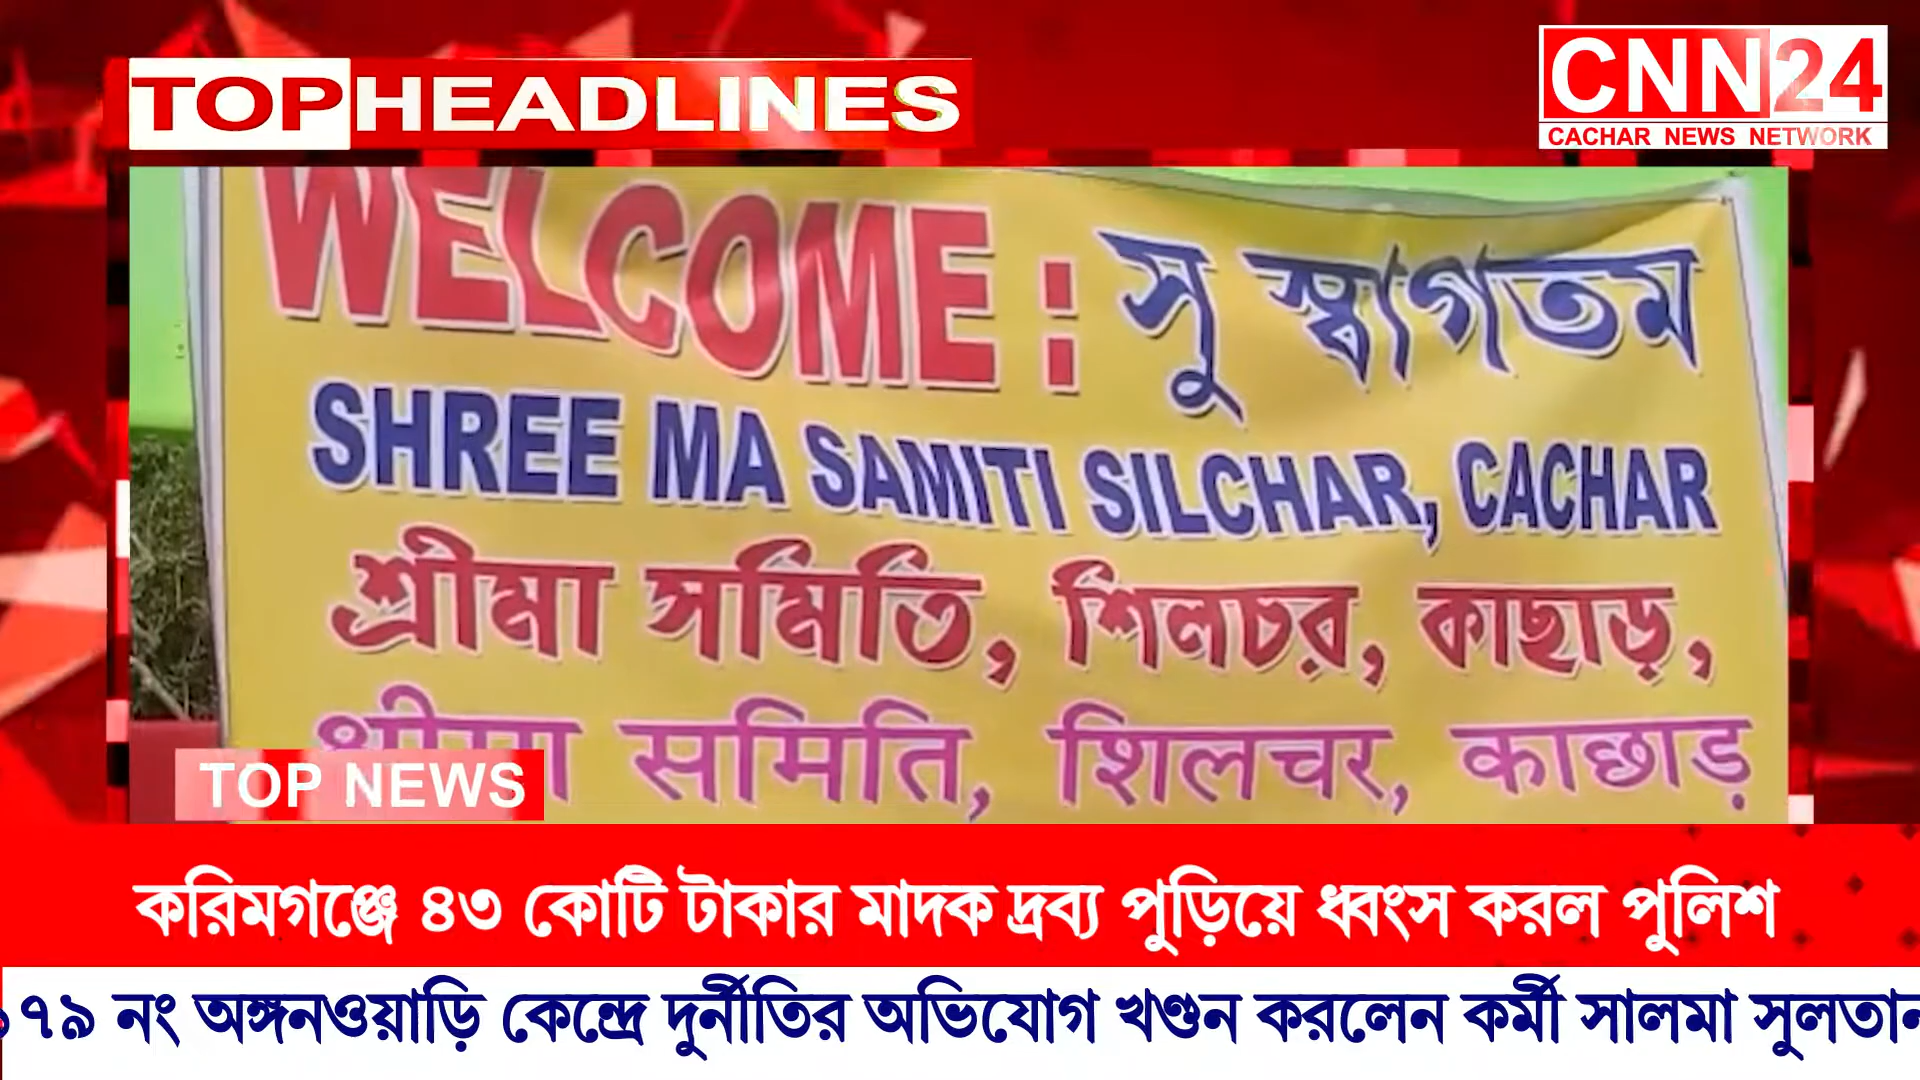 TOPHEADLINES
CNN24
CACHAR NEWS NETWORK
WELCOME : সু স্বাগতম
SHREE MA SAMITI SILCHAR, CACHAR
শ্রীমা সমিতি, শিলচর, কাছাড়,
श्रीमा समिति, शिलचर, काछाड़
TOP NEWS
করিমগঞ্জে ৪৩ কোটি টাকার মাদক দ্রব্য পুড়িয়ে ধ্বংস করল পুলিশ
৭৯ নং অঙ্গনওয়াড়ি কেন্দ্রে দুর্নীতির অভিযোগ খণ্ডন করলেন কর্মী সালমা